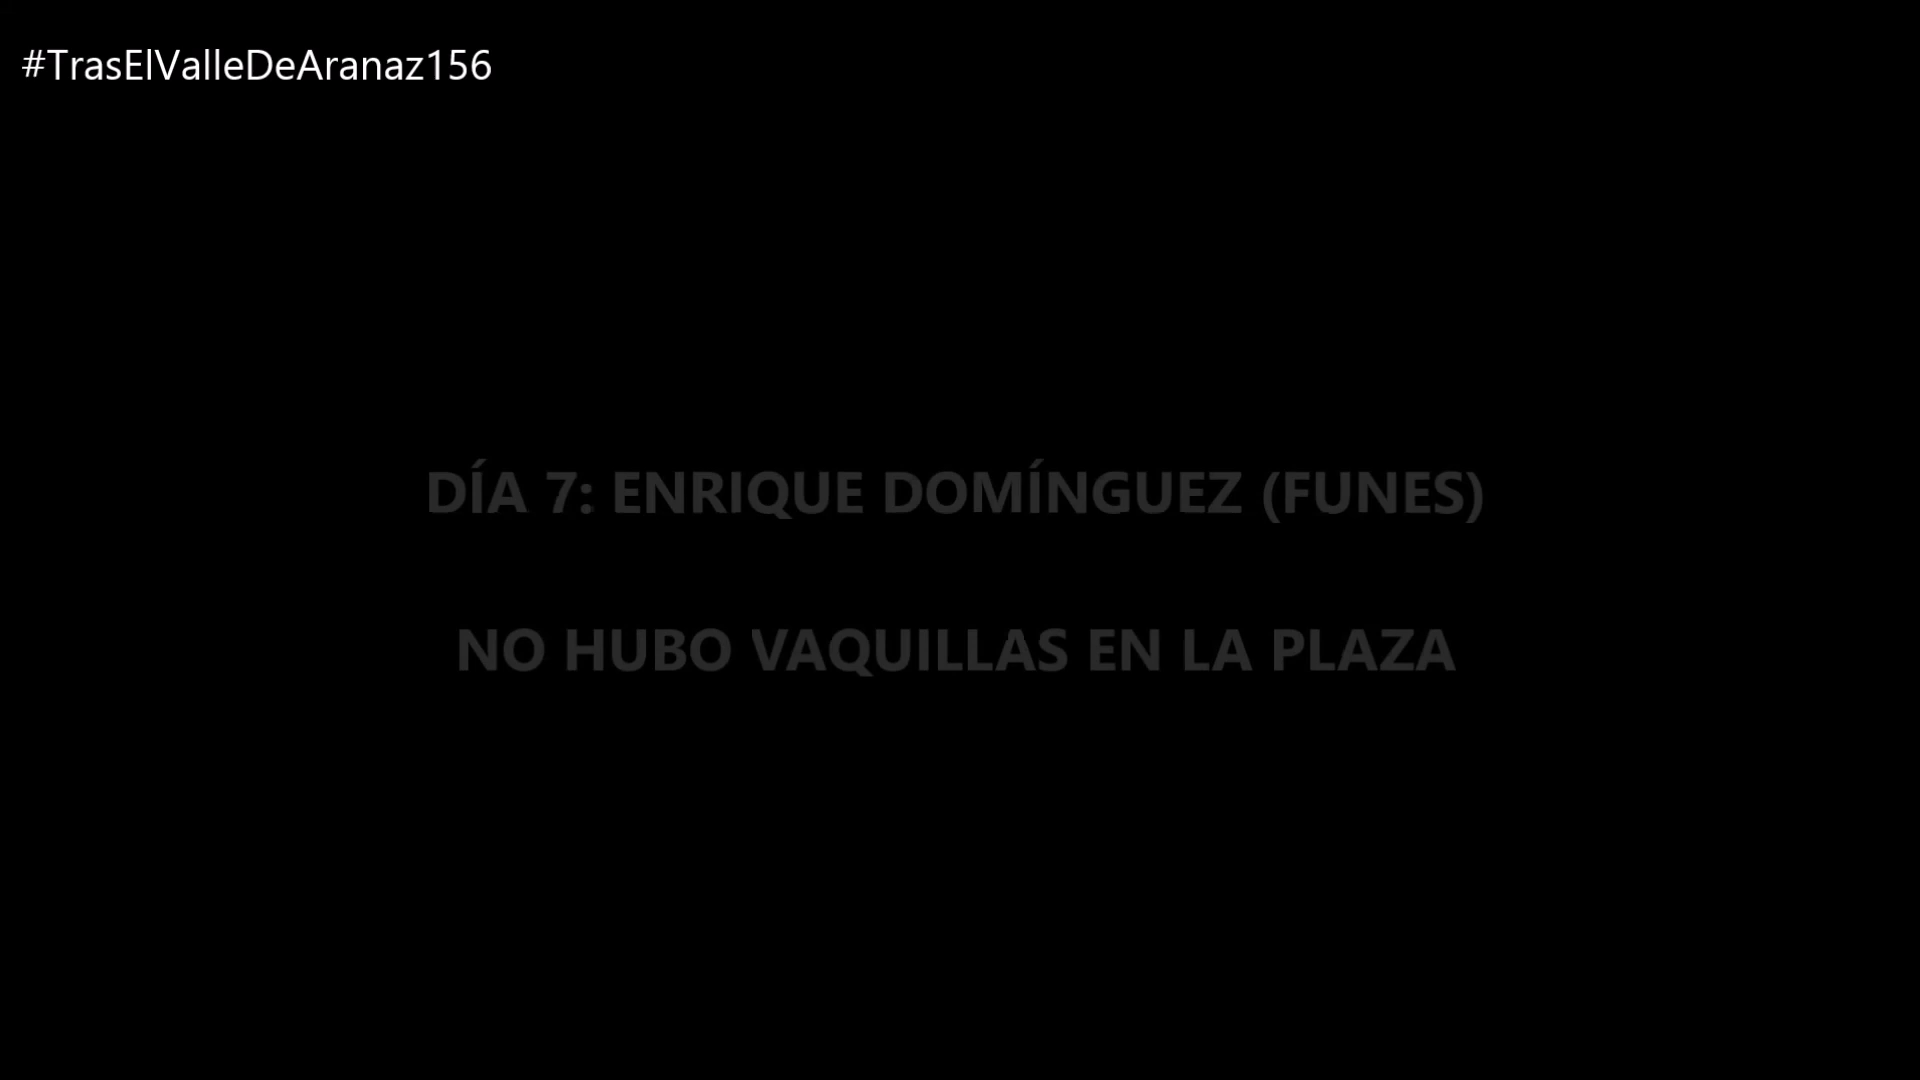 #TrasElValleDeAranaz156
DÍA 7: ENRIQUE DOMÍNGUEZ (FUNES)
NO HUBO VAQUILLAS EN LA PLAZA